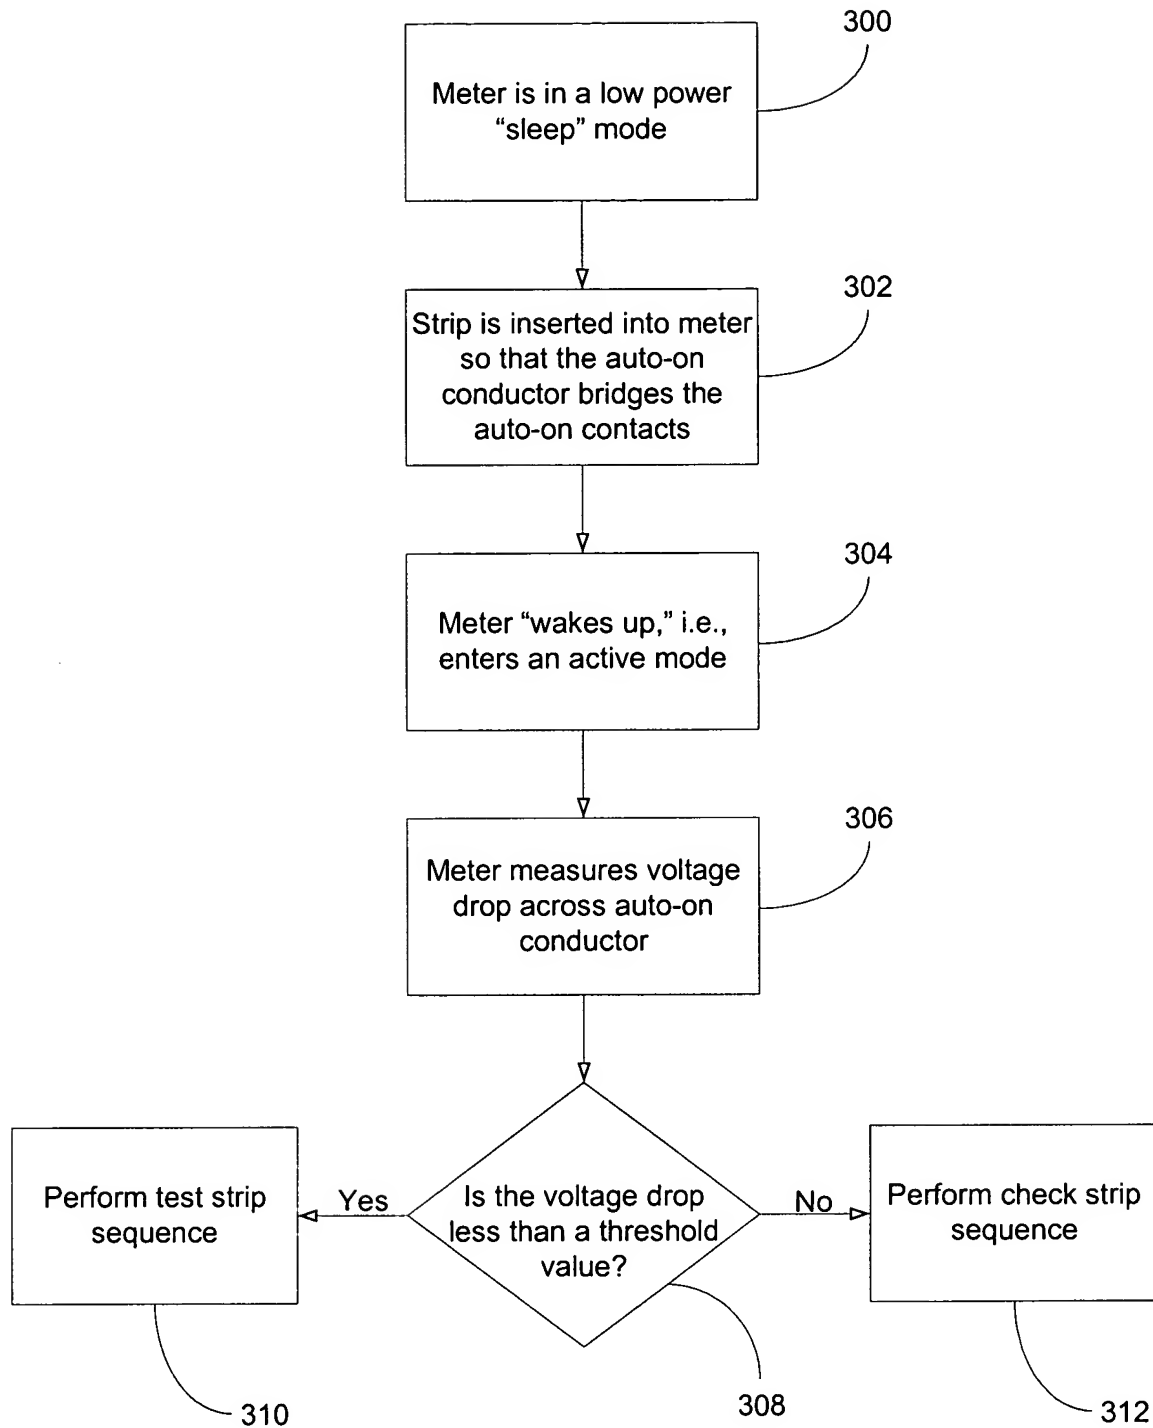 300
Meter is in a low power
“sleep” mode
302
Strip is inserted into meter
so that the auto-on
conductor bridges the
auto-on contacts
304
Meter “wakes up,” i.e.,
enters an active mode
306
Meter measures voltage
drop across auto-on
conductor
Perform test strip
sequence
Yes
Is the voltage drop
less than a threshold
value?
No
Perform check strip
sequence
310
308
312